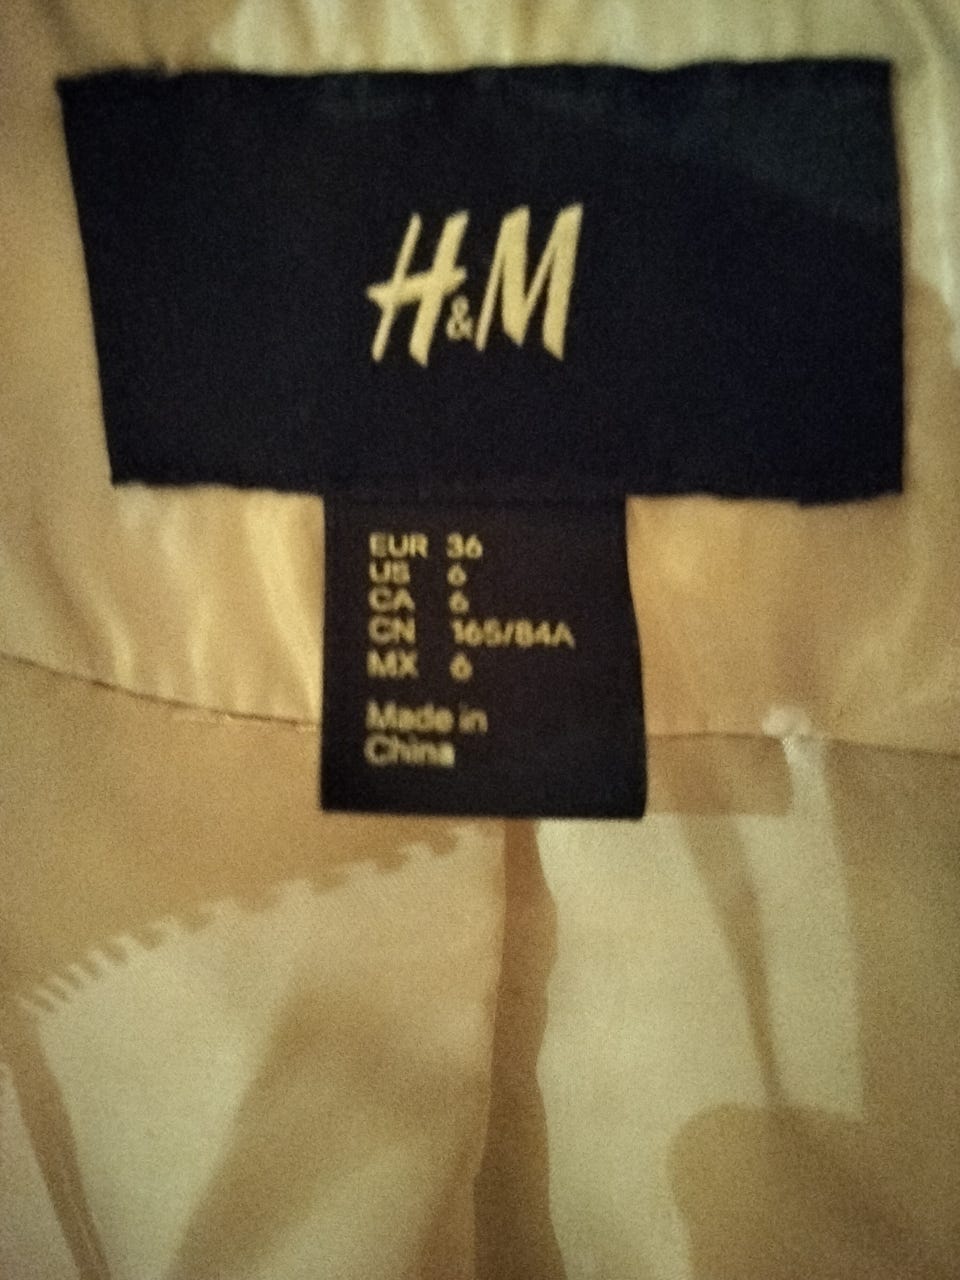 H&M
EUR 36
US 6
CA 6
CN 165/84A
MX 6
Made in
China